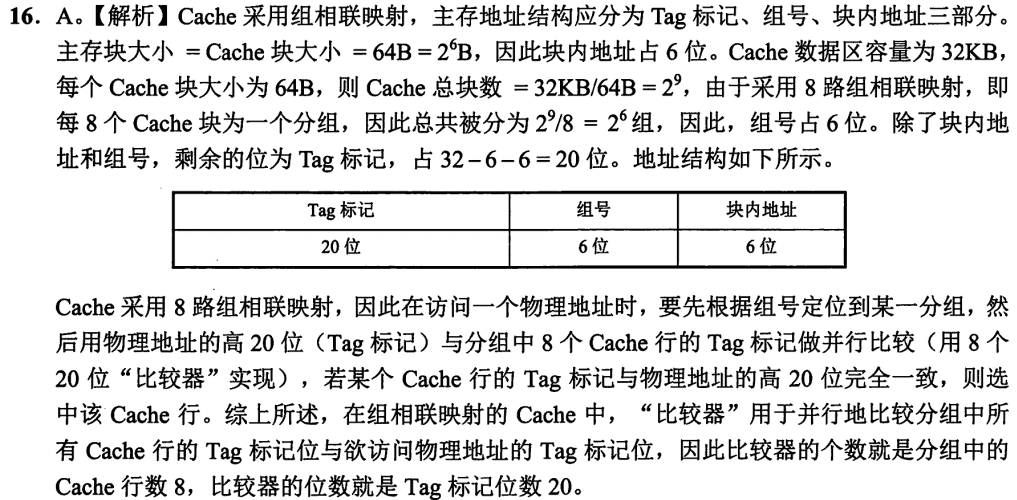 16. A。【解析】Cache 采用组相联映射，主存地址结构应分为 Tag 标记、组号、块内地址三部分。
主存块大小 = Cache 块大小 = 64B = 2⁶B，因此块内地址占 6 位。Cache 数据区容量为 32KB，
每个 Cache 块大小为 64B，则 Cache 总块数 = 32KB/64B = 2⁹，由于采用 8 路组相联映射，即
每 8 个 Cache 块为一个分组，因此总共被分为 2⁹/8 = 2⁶ 组，因此，组号占 6 位。除了块内地
址和组号，剩余的位为 Tag 标记，占 32 – 6 – 6 = 20 位。地址结构如下所示。
Tag 标记 组号 块内地址
20 位 6 位 6 位
Cache 采用 8 路组相联映射，因此在访问一个物理地址时，要先根据组号定位到某一分组，然
后用物理地址的高 20 位（Tag 标记）与分组中 8 个 Cache 行的 Tag 标记做并行比较（用 8 个
20 位“比较器”实现），若某个 Cache 行的 Tag 标记与物理地址的高 20 位完全一致，则选
中该 Cache 行。综上所述，在组相联映射的 Cache 中，“比较器”用于并行地比较分组中所
有 Cache 行的 Tag 标记位与欲访问物理地址的 Tag 标记位，因此比较器的个数就是分组中的
Cache 行数 8，比较器的位数就是 Tag 标记位数 20。